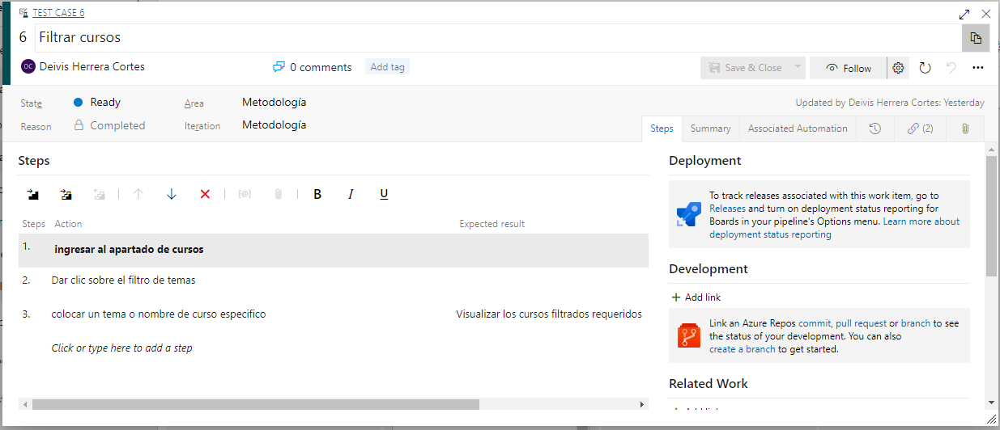 TEST CASE 6
6 Filtrar cursos
DC Deivis Herrera Cortes 0 comments Add tag Save & Close Follow
State Ready Area Metodología Updated by Deivis Herrera Cortes: Yesterday
Reason Completed Iteration Metodología
Steps Summary Associated Automation (2)
Steps
B I U
Steps Action Expected result
1. ingresar al apartado de cursos
2. Dar clic sobre el filtro de temas
3. colocar un tema o nombre de curso especifico Visualizar los cursos filtrados requeridos
Click or type here to add a step
Deployment
To track releases associated with this work item, go to
Releases and turn on deployment status reporting for
Boards in your pipeline's Options menu. Learn more about
deployment status reporting
Development
+ Add link
Link an Azure Repos commit, pull request or branch to see
the status of your development. You can also
create a branch to get started.
Related Work